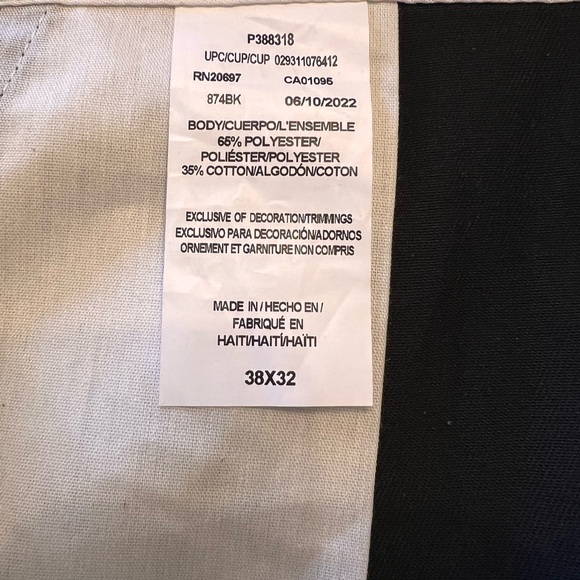 P388318
UPC/CUP/CUP 029311076412
RN20697 CA01095
874BK 06/10/2022
BODY/CUERPO/L'ENSEMBLE
65% POLYESTER/
POLIÉSTER/POLYESTER
35% COTTON/ALGODÓN/COTON
EXCLUSIVE OF DECORATION/TRIMMINGS
EXCLUSIVO PARA DECORACIÓN/ADORNOS
ORNEMENT ET GARNITURE NON COMPRIS
MADE IN / HECHO EN /
FABRIQUÉ EN
HAITI/HAITÍ/HAÏTI
38X32